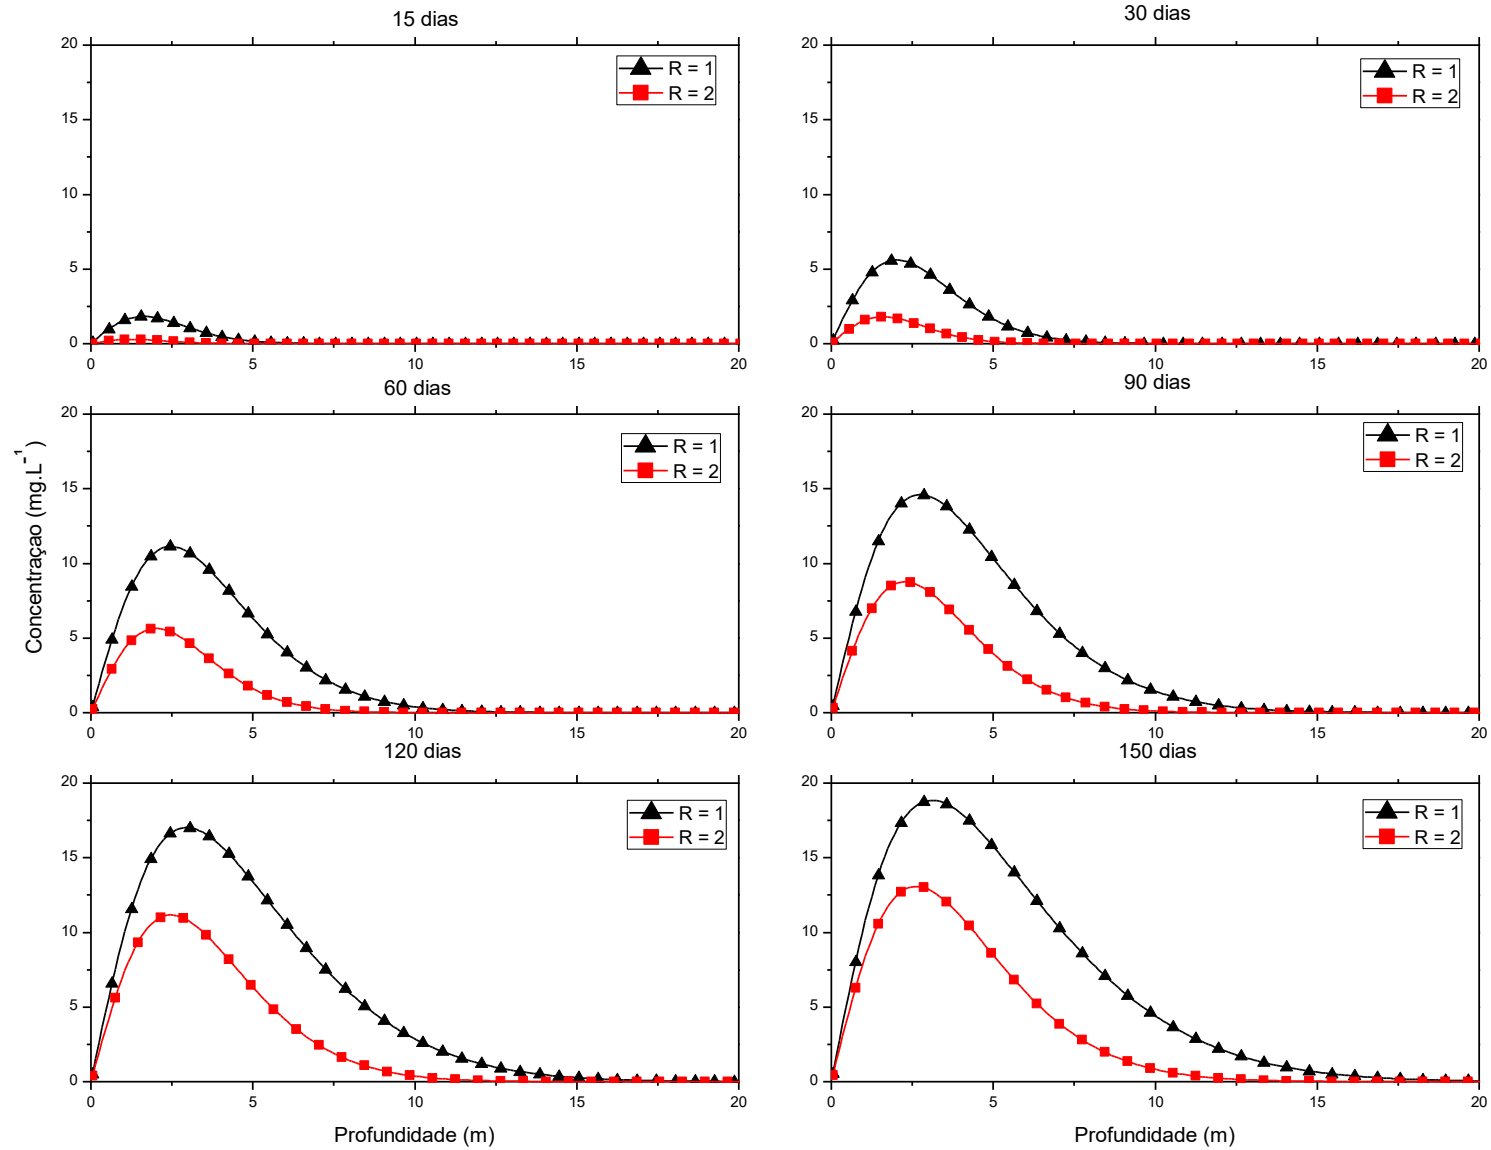 15 dias
30 dias
20
15
10
5
0
0 5 10 15 20
R = 1
R = 2
20
15
10
5
0
0 5 10 15 20
R = 1
R = 2
60 dias
90 dias
Concentraçao (mg.L⁻¹)
20
15
10
5
0
0 5 10 15 20
R = 1
R = 2
20
15
10
5
0
0 5 10 15 20
R = 1
R = 2
120 dias
150 dias
20
15
10
5
0
0 5 10 15 20
R = 1
R = 2
20
15
10
5
0
0 5 10 15 20
R = 1
R = 2
Profundidade (m)
Profundidade (m)